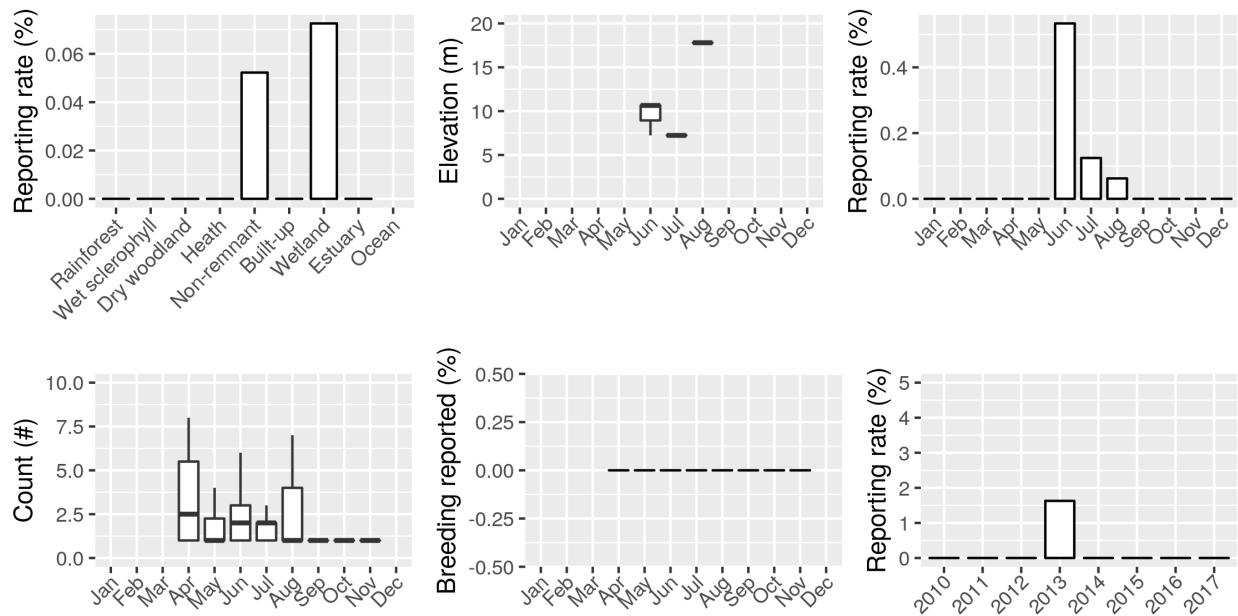 Reporting rate (%)
0.06
0.04
0.02
0.00
Rainforest
Wet sclerophyll
Dry woodland
Heath
Non-remnant
Built-up
Wetland
Estuary
Ocean
Elevation (m)
20
15
10
5
0
Jan Feb Mar Apr May Jun Jul Aug Sep Oct Nov Dec
Reporting rate (%)
0.4
0.2
0.0
Jan Feb Mar Apr May Jun Jul Aug Sep Oct Nov Dec
Count (#)
10.0
7.5
5.0
2.5
0.0
Jan Feb Mar Apr May Jun Jul Aug Sep Oct Nov Dec
Breeding reported (%)
0.50
0.25
0.00
-0.25
-0.50
Jan Feb Mar Apr May Jun Jul Aug Sep Oct Nov Dec
Reporting rate (%)
5
4
3
2
1
0
2010 2011 2012 2013 2014 2015 2016 2017